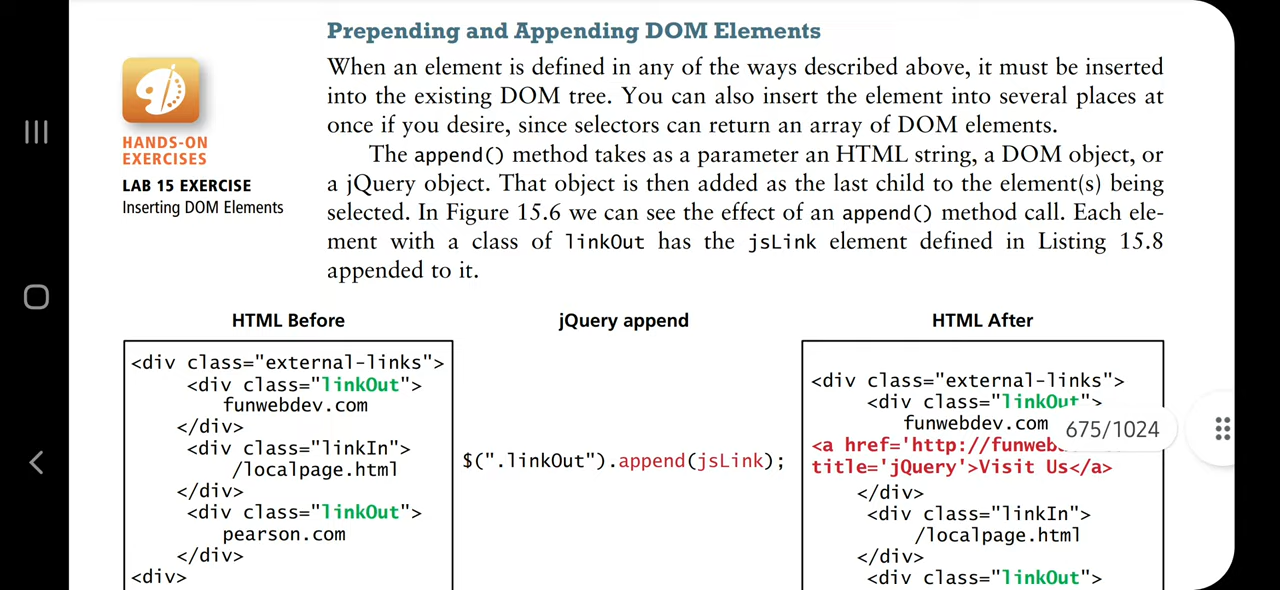 Prepending and Appending DOM Elements
When an element is defined in any of the ways described above, it must be inserted
into the existing DOM tree. You can also insert the element into several places at
once if you desire, since selectors can return an array of DOM elements.
HANDS-ON
EXERCISES
LAB 15 EXERCISE
Inserting DOM Elements
The append() method takes as a parameter an HTML string, a DOM object, or
a jQuery object. That object is then added as the last child to the element(s) being
selected. In Figure 15.6 we can see the effect of an append() method call. Each ele-
ment with a class of linkOut has the jsLink element defined in Listing 15.8
appended to it.
HTML Before
<div class="external-links">
<div class="linkOut">
funwebdev.com
</div>
<div class="linkIn">
/localpage.html
</div>
<div class="linkOut">
pearson.com
</div>
<div>
jQuery append
$(".linkOut").append(jsLink);
HTML After
<div class="external-links">
<div class="linkOut">
funwebdev.com
<a href='http://funweb
title='jQuery'>Visit Us</a>
</div>
<div class="linkIn">
/localpage.html
</div>
<div class="linkOut">
675/1024